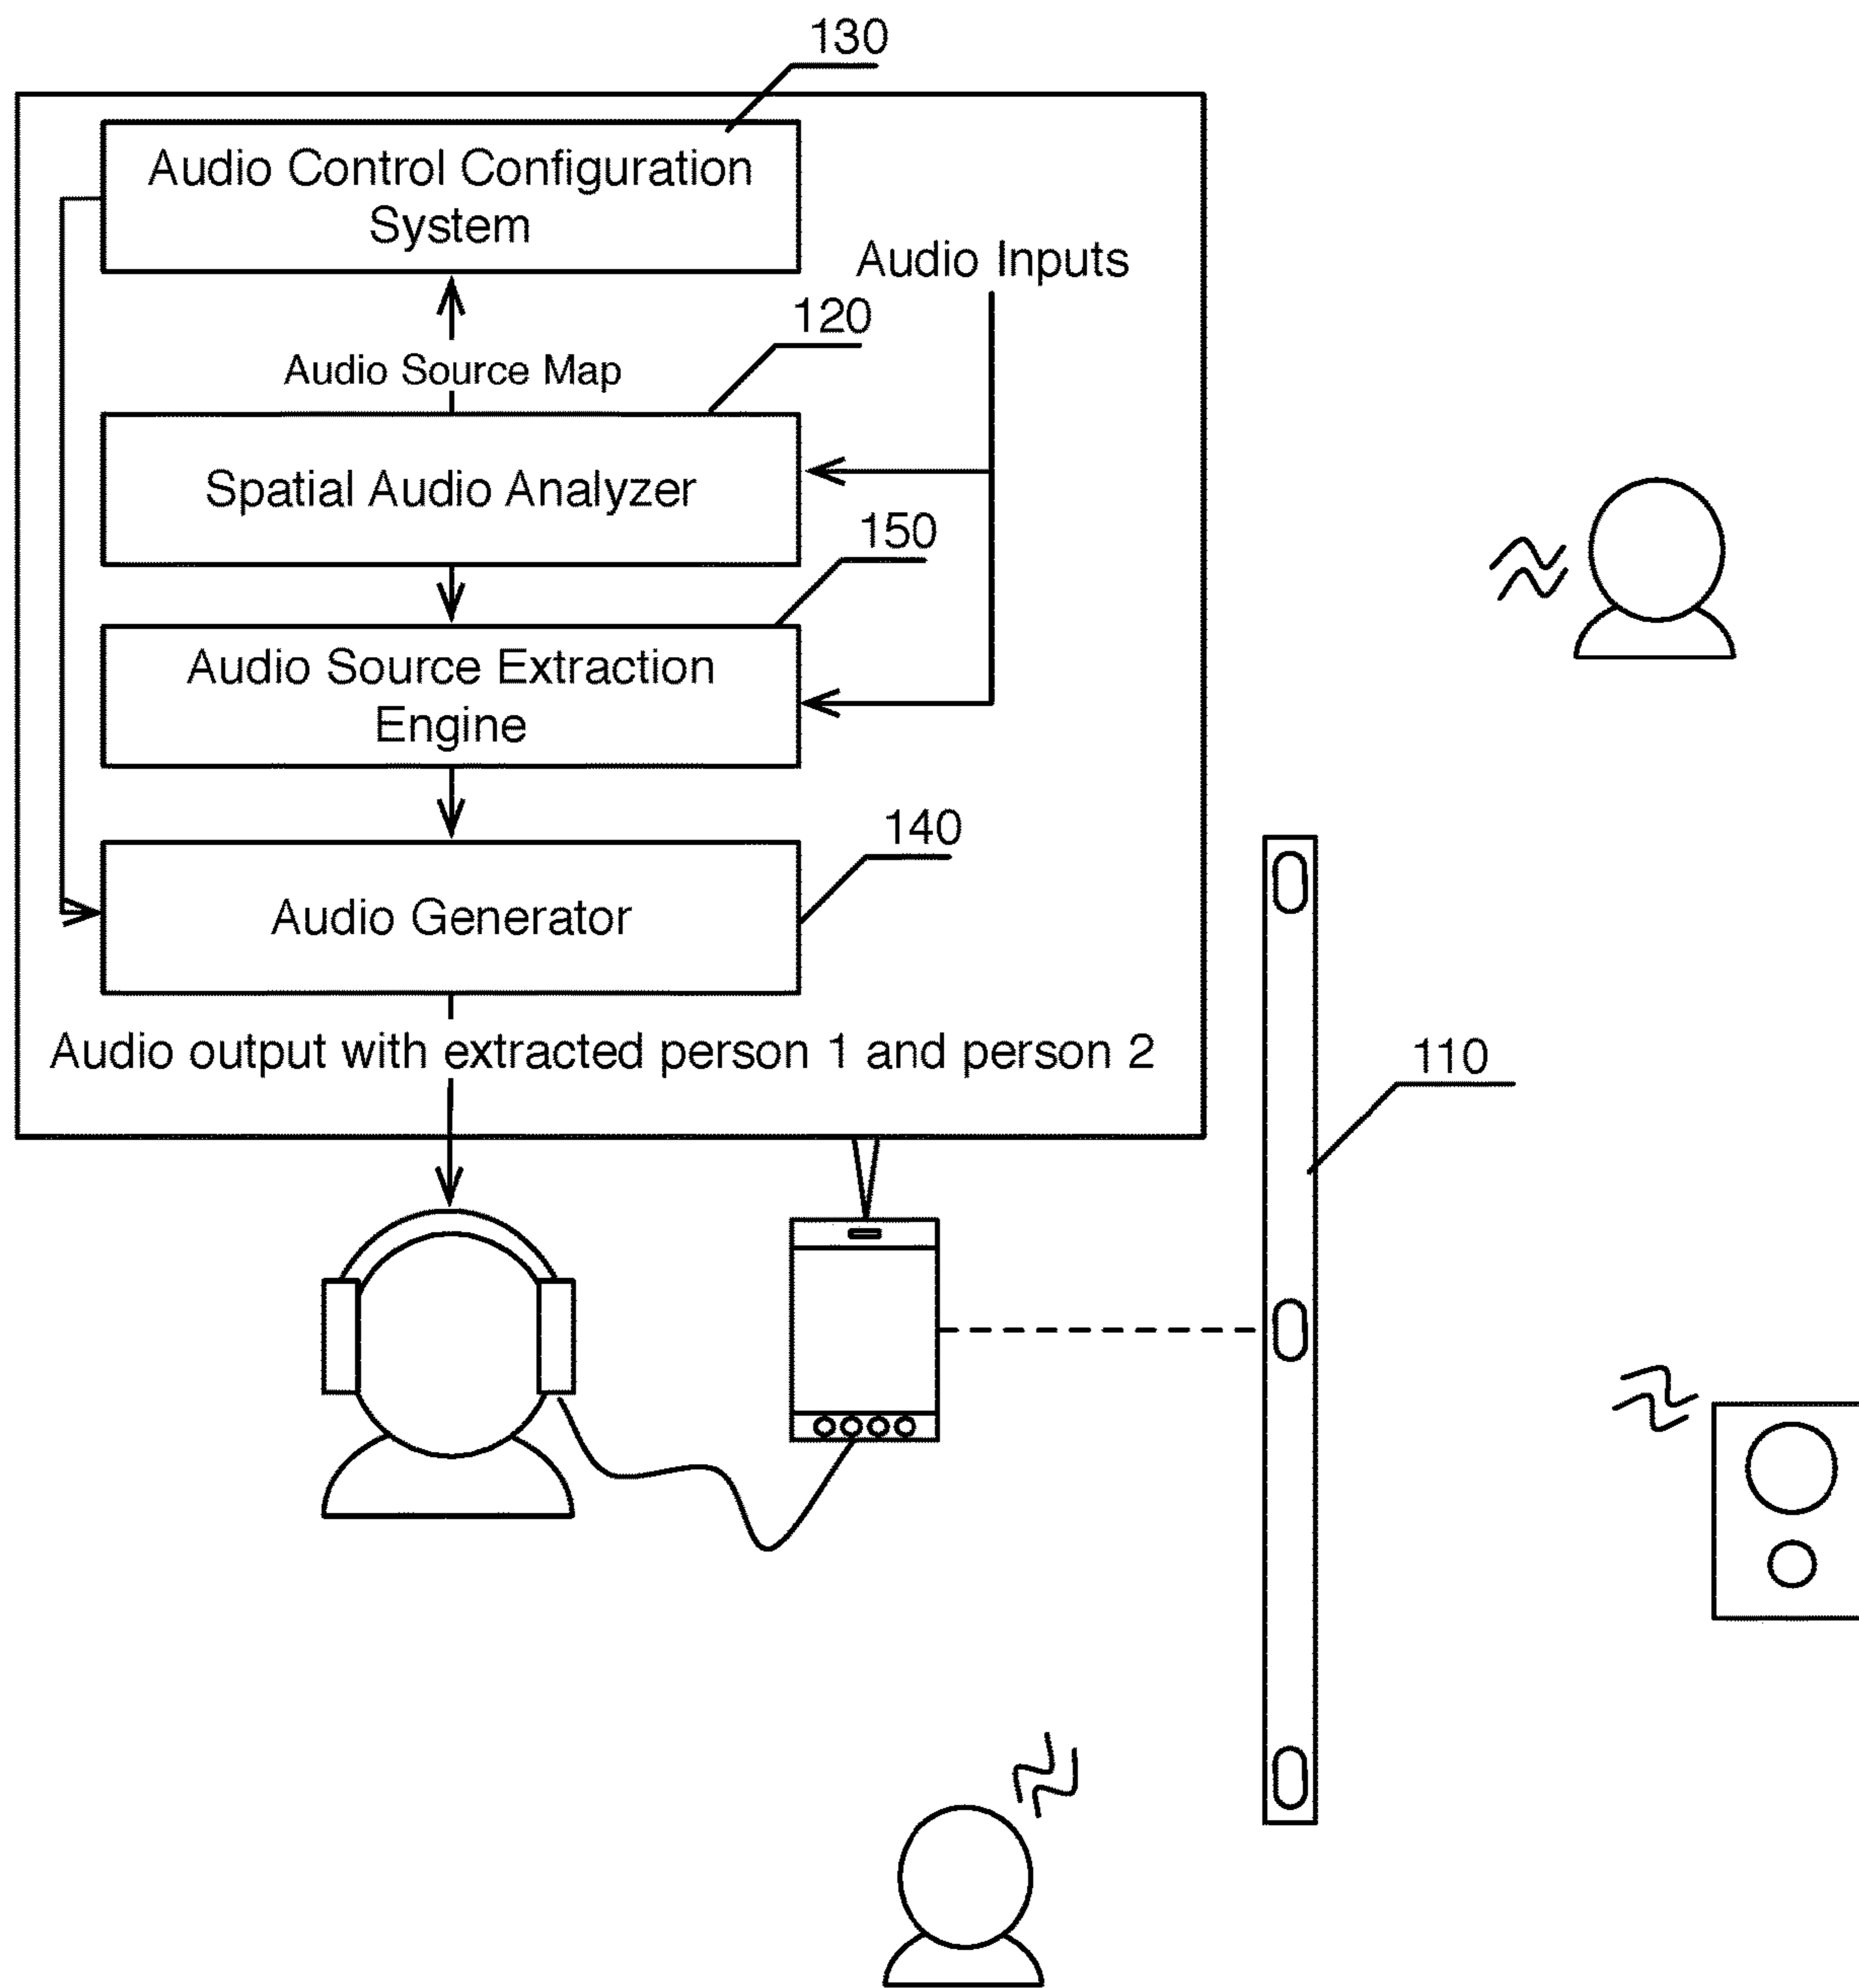 130
Audio Control Configuration
System
Audio Inputs
120
Audio Source Map
Spatial Audio Analyzer
150
Audio Source Extraction
Engine
140
Audio Generator
Audio output with extracted person 1 and person 2
110